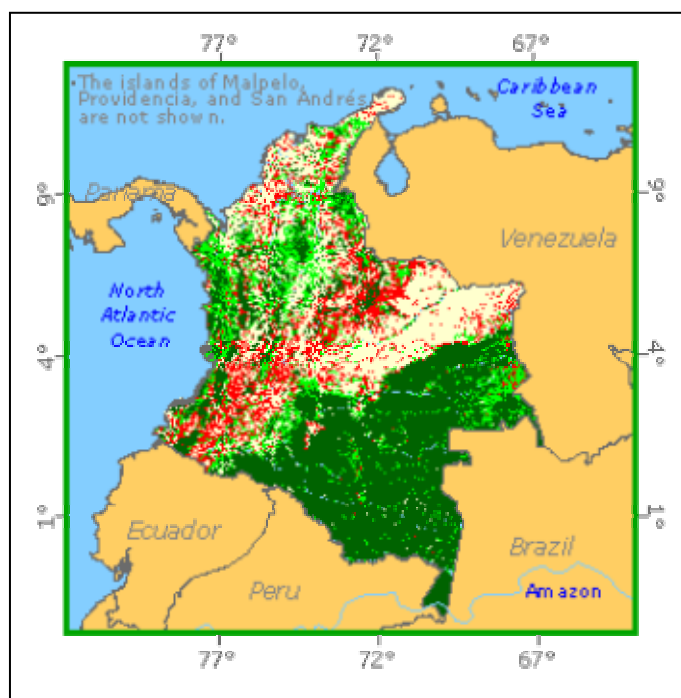 77° 72° 67°
•The islands of Malpelo,
Providencia, and San Andrés
are not shown.
Caribbean
Sea
9° 9°
Panama
Venezuela
North
Atlantic
Ocean
4° 4°
1° 1°
Ecuador
Brazil
Peru
Amazon
77° 72° 67°